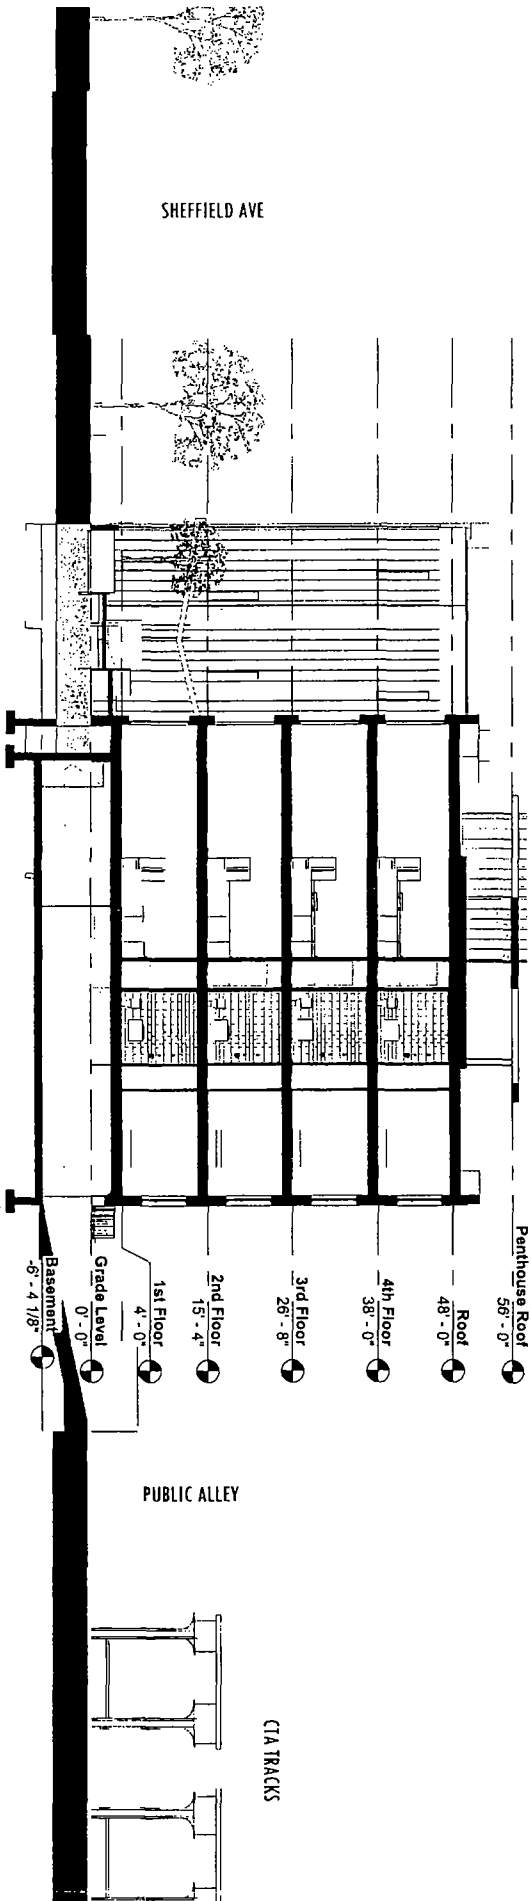 SHEFFIELD AVE
Penthouse Roof
56' - 0"
Roof
48' - 0"
4th Floor
38' - 0"
3rd Floor
26' - 8"
2nd Floor
15' - 4"
1st Floor
4' - 0"
Grade Level
0' - 0"
Basement
-6' - 4 1/8"
PUBLIC ALLEY
CTA TRACKS